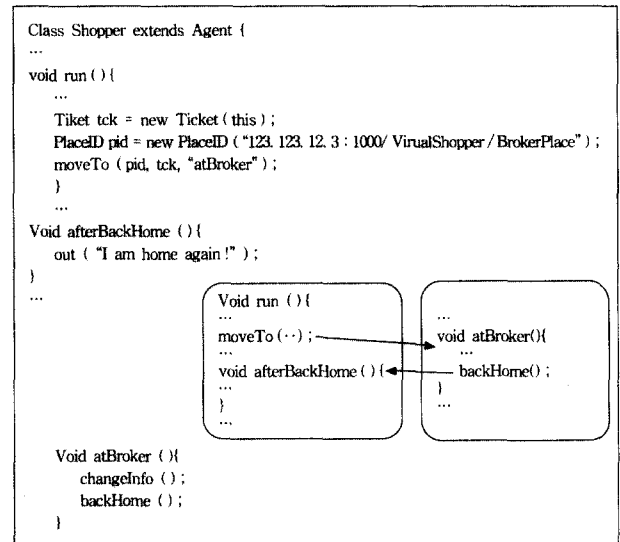 Class Shopper extends Agent {
...
void run ( ) {
...
Tiket tck = new Ticket ( this ) ;
PlaceID pid = new PlaceID ( "123. 123. 12. 3 : 1000/ VirualShopper / BrokerPlace" ) ;
moveTo ( pid, tck, "atBroker" ) ;
}
...
Void afterBackHome ( ) {
out ( "I am home again !" ) ;
}
...
Void run ( ) {
...
moveTo ( ·· ) ;
...
void afterBackHome ( ) {
...
}
...
...
void atBroker( ){
...
backHome( ) ;
}
...
Void atBroker ( ){
changeInfo ( ) ;
backHome ( ) ;
}